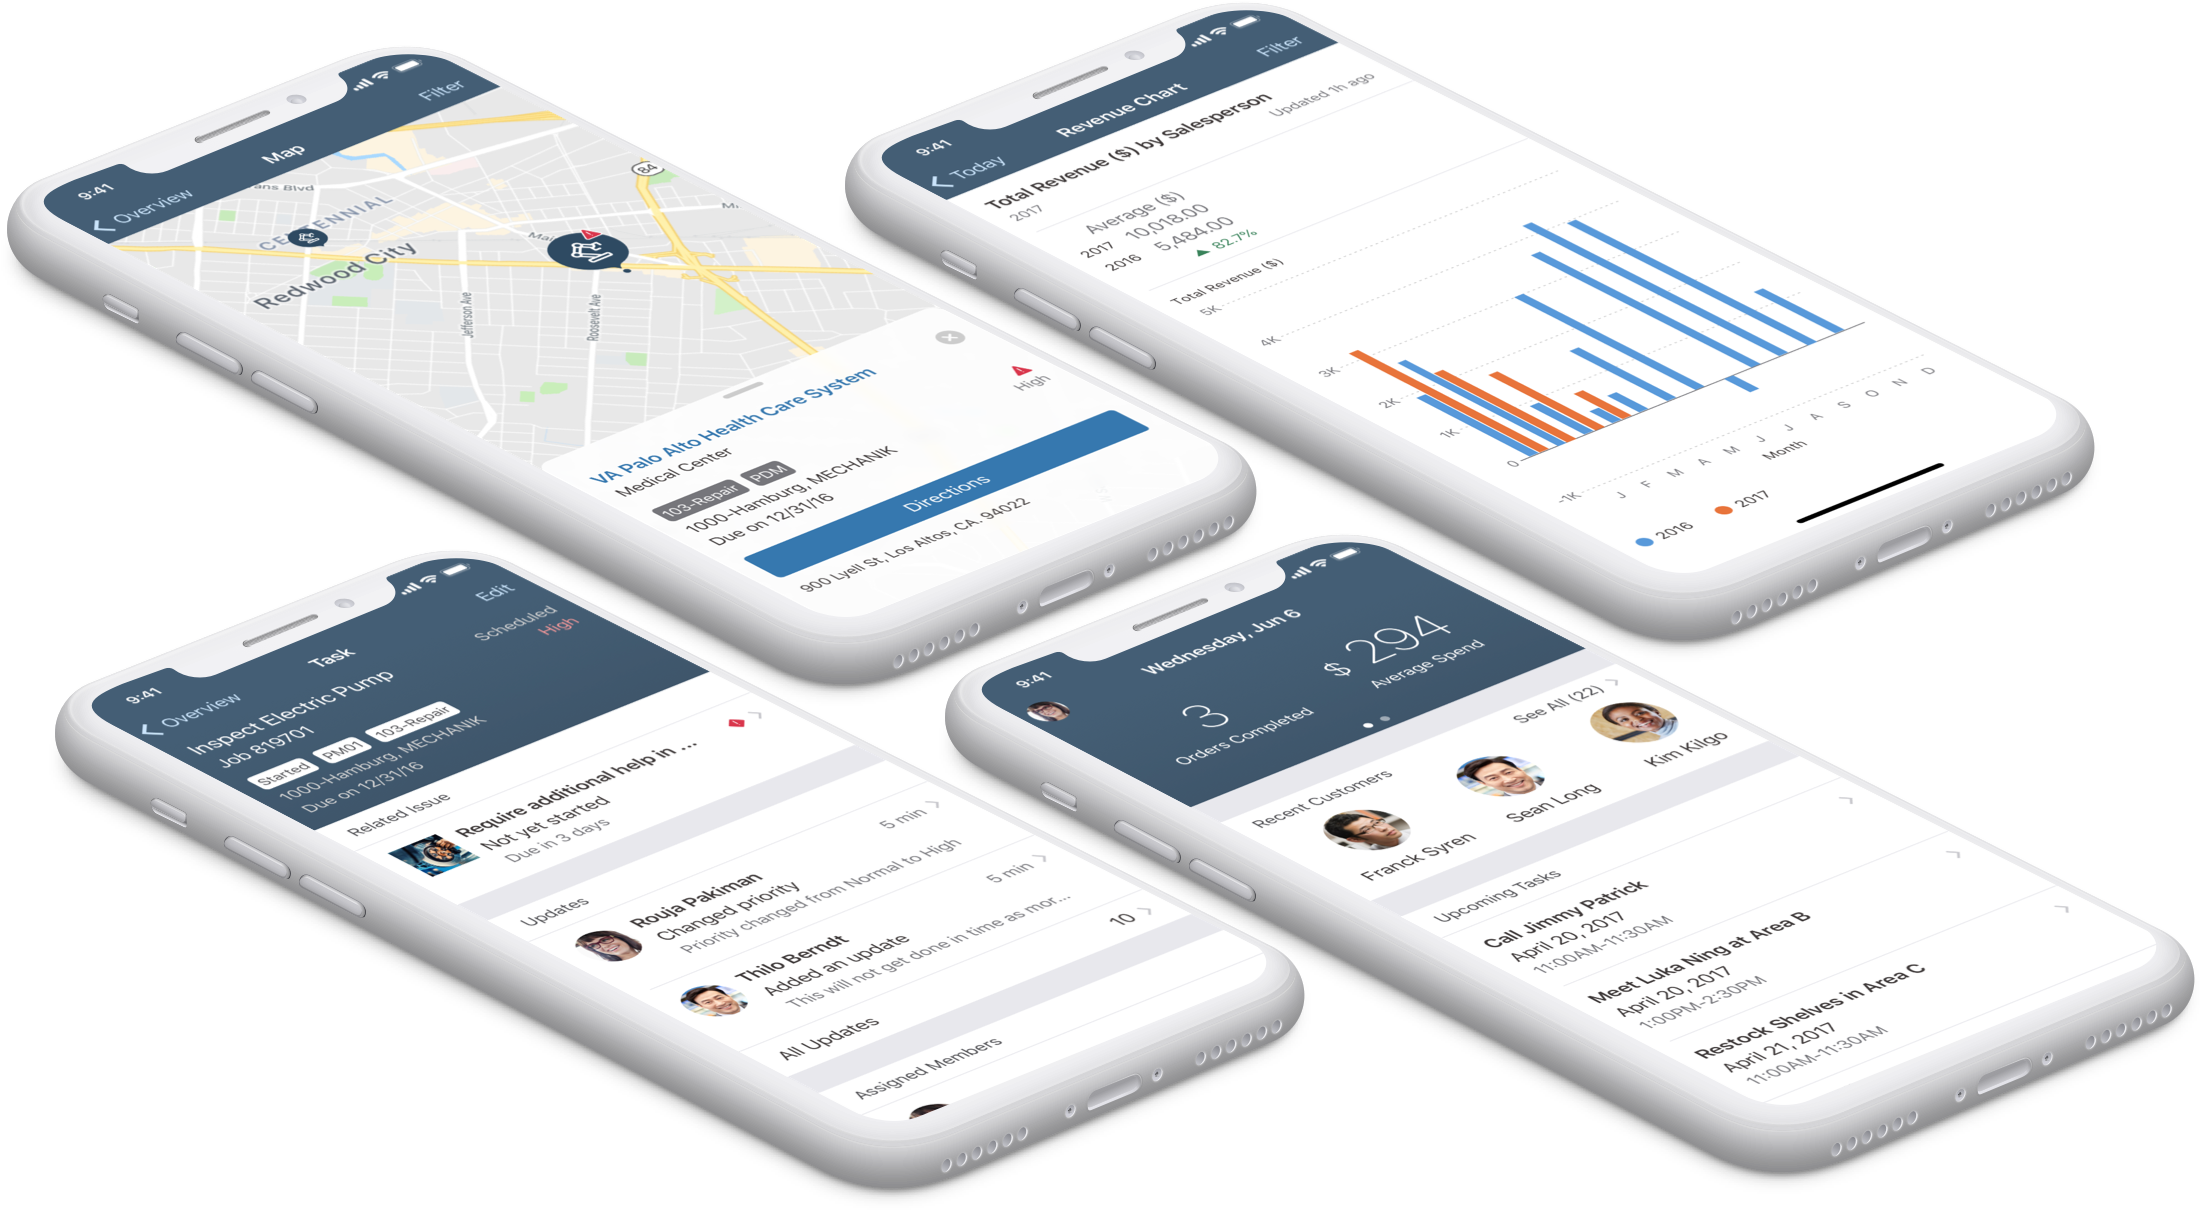 9:41
Overview
Map
Filter
ans Blvd
CENTENNIAL
Redwood City
Main
84
Jefferson Ave
Roosevelt Ave
VA Palo Alto Health Care System
Medical Center
High
103-Repair PDM
1000-Hamburg, MECHANIK
Due on 12/31/16
Directions
900 Lyell St, Los Altos, CA. 94022
9:41
Today
Revenue Chart
Filter
Total Revenue ($) by Salesperson
2017
Updated 1h ago
Average ($)
2017 10,018.00
2016 5,484.00
82.7%
Total Revenue ($)
5K
4K
3K
2K
1K
0
-1K
J F M A M J J A S O N D
Month
2016 2017
9:41
Overview
Task
Edit
Inspect Electric Pump
Scheduled
Job 819701
High
Started PM01 103-Repair
1000-Hamburg, MECHANIK
Due on 12/31/16
Related Issue
Require additional help in ...
Not yet started
Due in 3 days
Updates
Rouja Pakiman
5 min
Changed priority
Priority changed from Normal to High
Thilo Berndt
5 min
Added an update
This will not get done in time as mor...
All Updates
10
Assigned Members
9:41
Wednesday, Jun 6
3
Orders Completed
$ 294
Average Spend
Recent Customers
See All (22)
Franck Syren
Sean Long
Kim Kilgo
Upcoming Tasks
Call Jimmy Patrick
April 20, 2017
11:00AM-11:30AM
Meet Luka Ning at Area B
April 20, 2017
1:00PM-2:30PM
Restock Shelves in Area C
April 21, 2017
11:00AM-11:30AM